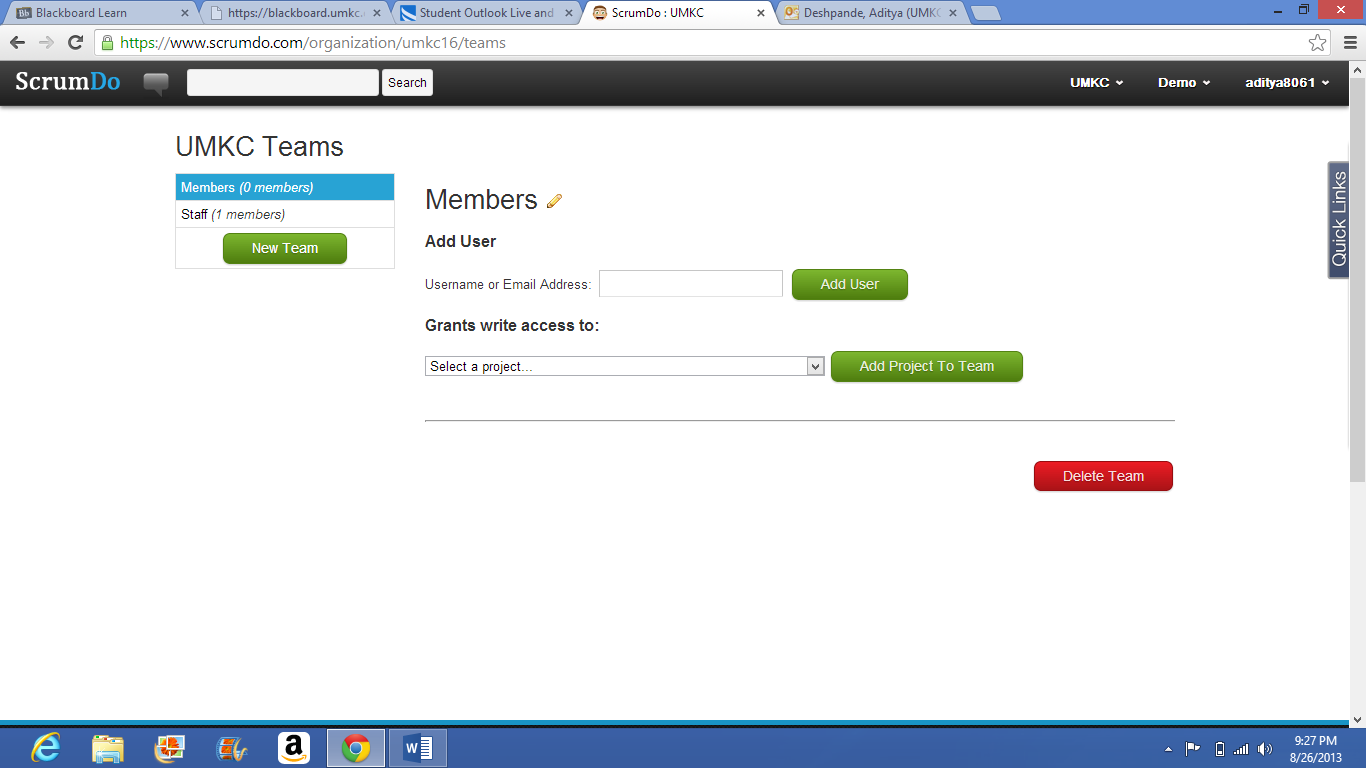 Blackboard Learn
https://blackboard.umkc.
Student Outlook Live and
ScrumDo : UMKC
Deshpande, Aditya (UMKC
https://www.scrumdo.com/organization/umkc16/teams
ScrumDo
Search
UMKC
Demo
aditya8061
UMKC Teams
Members (0 members)
Staff (1 members)
New Team
Members
Add User
Username or Email Address:
Add User
Grants write access to:
Select a project...
Add Project To Team
Delete Team
Quick Links
9:27 PM
8/26/2013